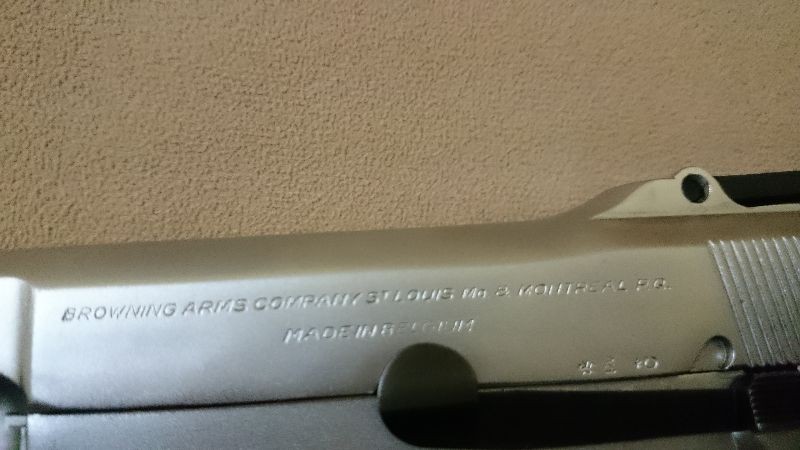 BROWNING ARMS COMPANY ST LOUIS Mo & MONTREAL P.Q.
MADE IN BELGIUM